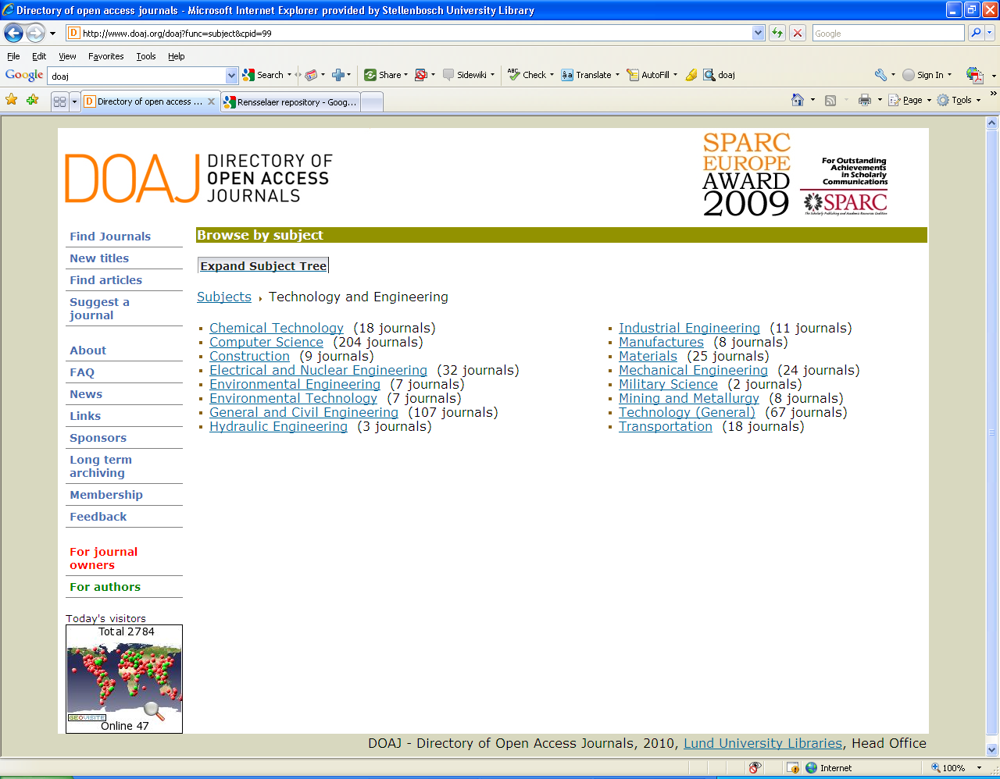 Directory of open access journals - Microsoft Internet Explorer provided by Stellenbosch University Library
http://www.doaj.org/doaj?func=subject&cpid=99
Google
File Edit View Favorites Tools Help
Google doaj Search Share Sidewiki Check Translate AutoFill doaj Sign In
Directory of open access ... Rensselaer repository - Goog... Page Tools
DOAJ DIRECTORY OF
OPEN ACCESS
JOURNALS
SPARC
EUROPE
AWARD
2009
For Outstanding
Achievements
in Scholarly
Communications
SPARC
The Scholarly Publishing and Academic Resources Coalition
Find Journals
New titles
Find articles
Suggest a
journal
About
FAQ
News
Links
Sponsors
Long term
archiving
Membership
Feedback
For journal
owners
For authors
Today's visitors
Total 2784
GEOVISITE
Online 47
Browse by subject
Expand Subject Tree
Subjects Technology and Engineering
Chemical Technology (18 journals)
Computer Science (204 journals)
Construction (9 journals)
Electrical and Nuclear Engineering (32 journals)
Environmental Engineering (7 journals)
Environmental Technology (7 journals)
General and Civil Engineering (107 journals)
Hydraulic Engineering (3 journals)
Industrial Engineering (11 journals)
Manufactures (8 journals)
Materials (25 journals)
Mechanical Engineering (24 journals)
Military Science (2 journals)
Mining and Metallurgy (8 journals)
Technology (General) (67 journals)
Transportation (18 journals)
DOAJ - Directory of Open Access Journals, 2010, Lund University Libraries, Head Office
Internet 100%